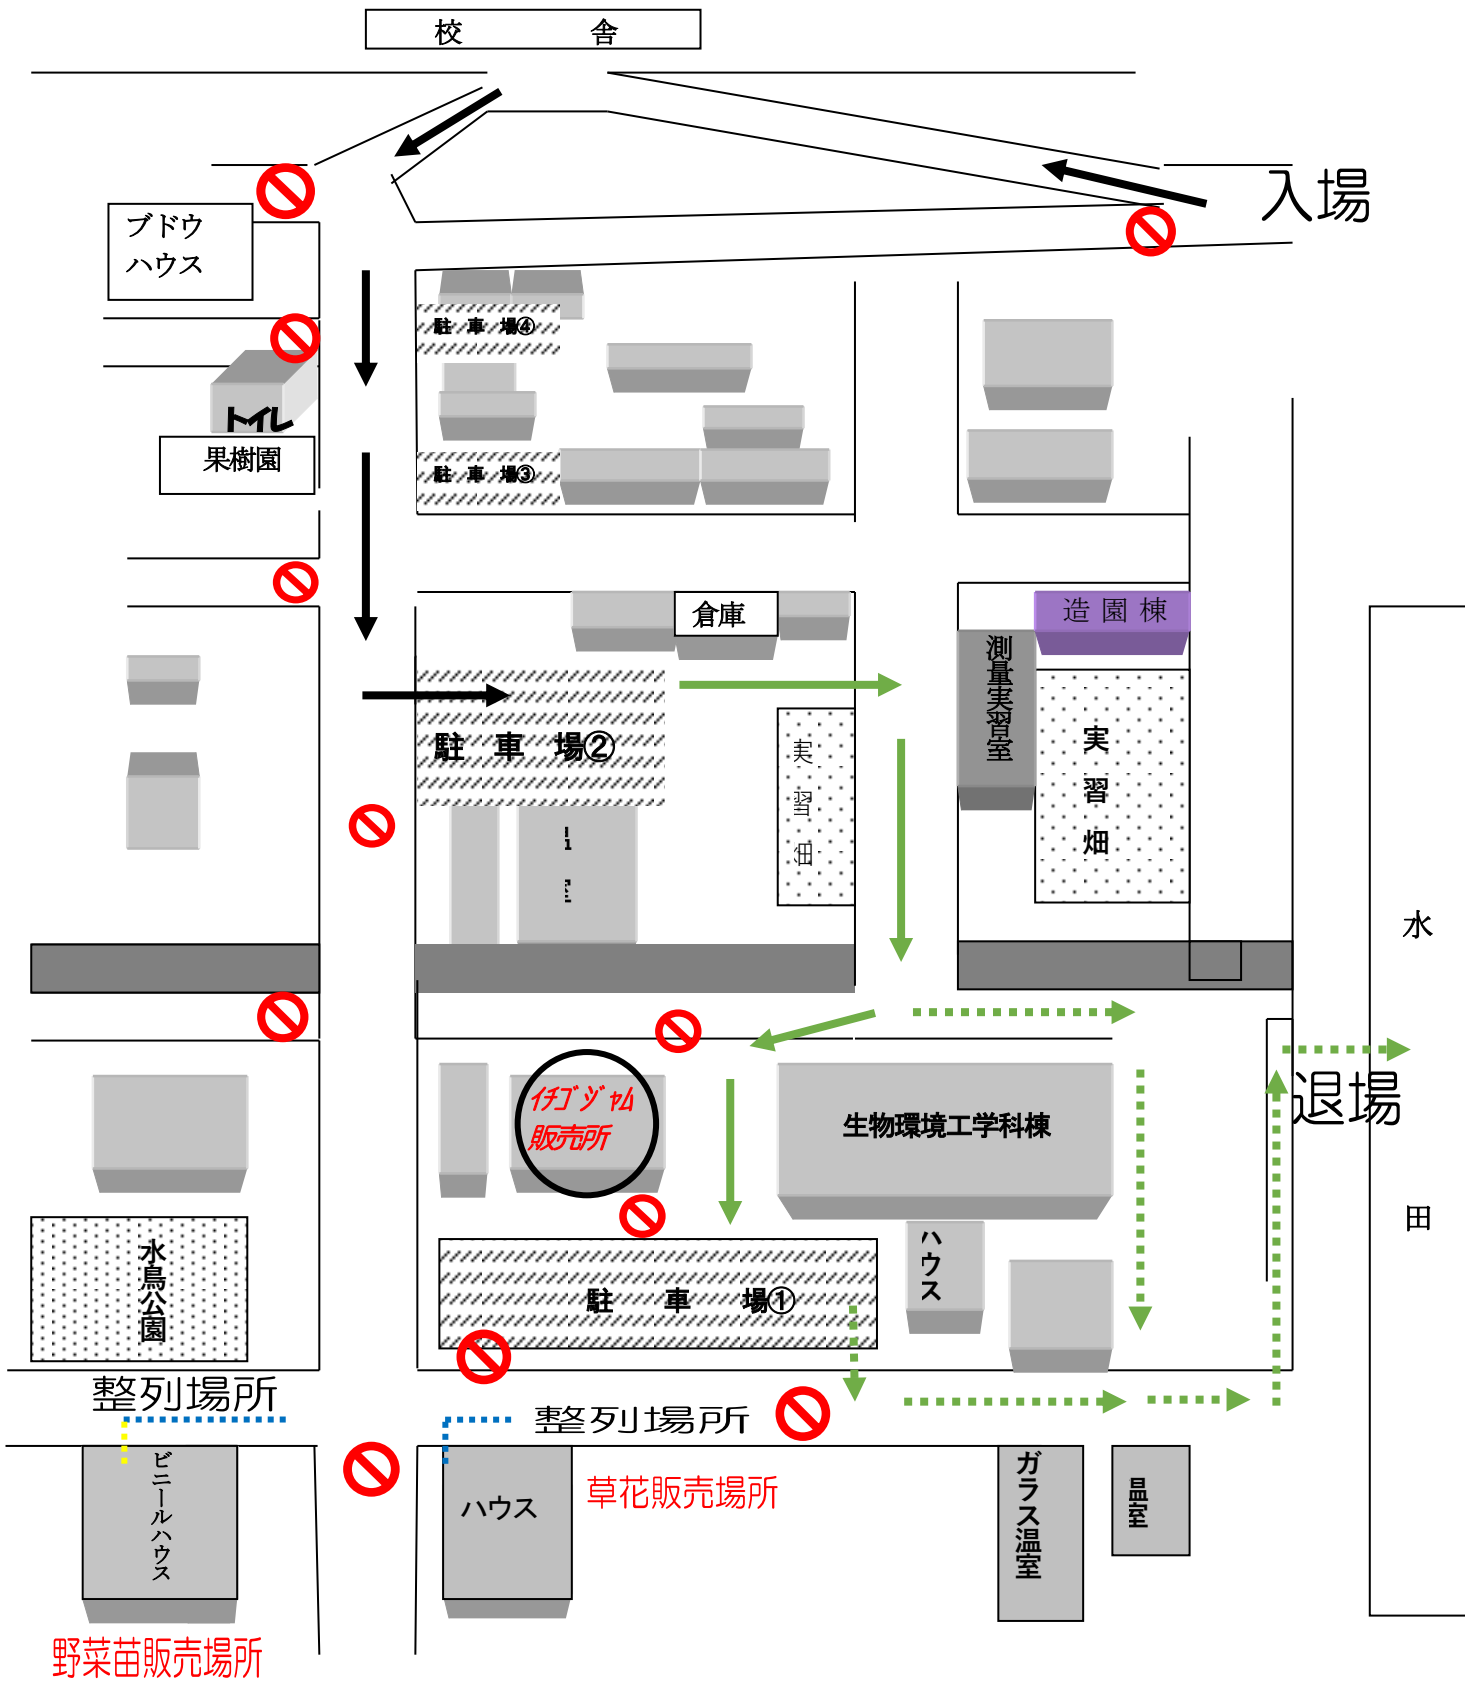 校　舎
入場
ブドウ
ハウス
駐 車 場④
トイレ
果樹園
駐 車 場③
倉庫
造園棟
測量実習室
駐 車 場②
実習畑
実習畑
水田
イチゴジャム
販売所
生物環境工学科棟
退場
ハウス
水鳥公園
駐 車 場①
整列場所
整列場所
ビニールハウス
ハウス
草花販売場所
ガラス温室
温室
野菜苗販売場所